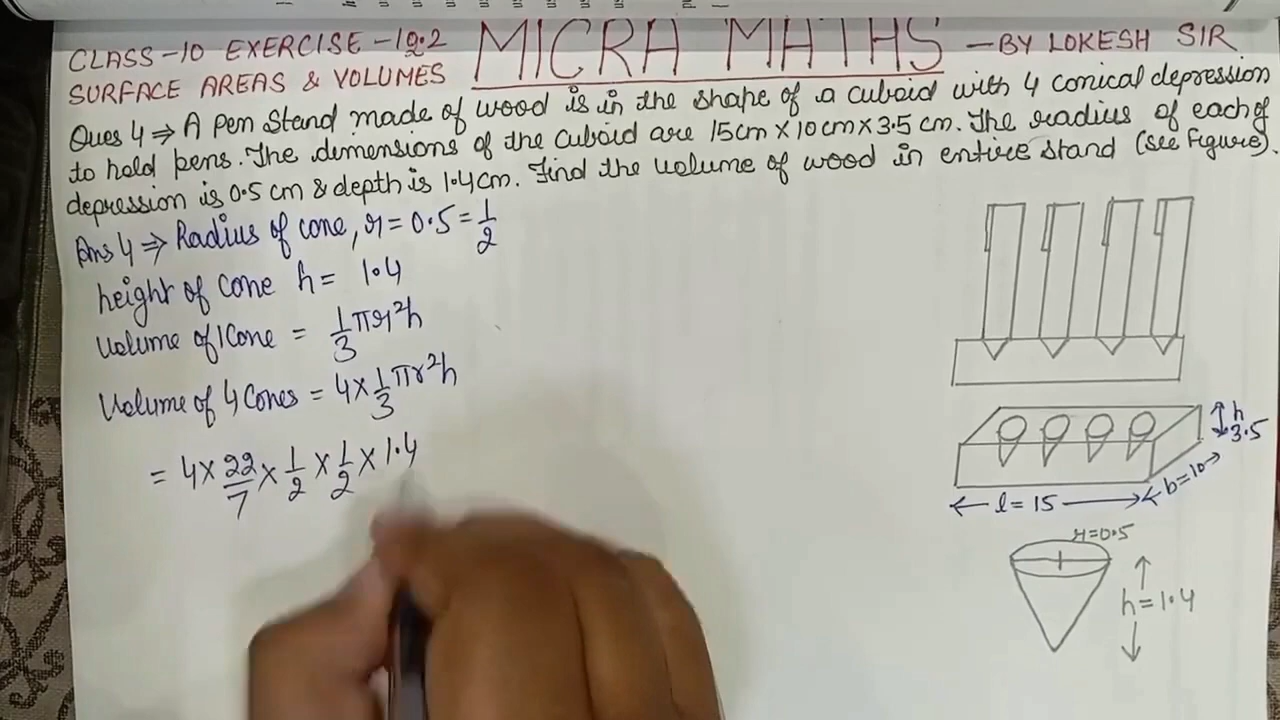 CLASS-10 EXERCISE-12.2 MICRA MATHS -BY LOKESH SIR
SURFACE AREAS & VOLUMES
Ques 4 ⇒ A Pen Stand made of wood is in the shape of a cuboid with 4 conical depression
to hold pens. The dimensions of the cuboid are 15cm × 10cm × 3.5 cm. The radius of each of
depression is 0.5 cm & depth is 1.4cm. Find the volume of wood in entire stand (see figure).
Ans 4 ⇒ Radius of cone, r = 0.5 = 1/2
height of cone h = 1.4
Volume of 1 Cone = 1/3 πr²h
Volume of 4 Cones = 4 × 1/3 πr²h
= 4 × 22/7 × 1/2 × 1/2 × 1.4
h
3.5
b=10
l = 15
r=0.5
h=1.4